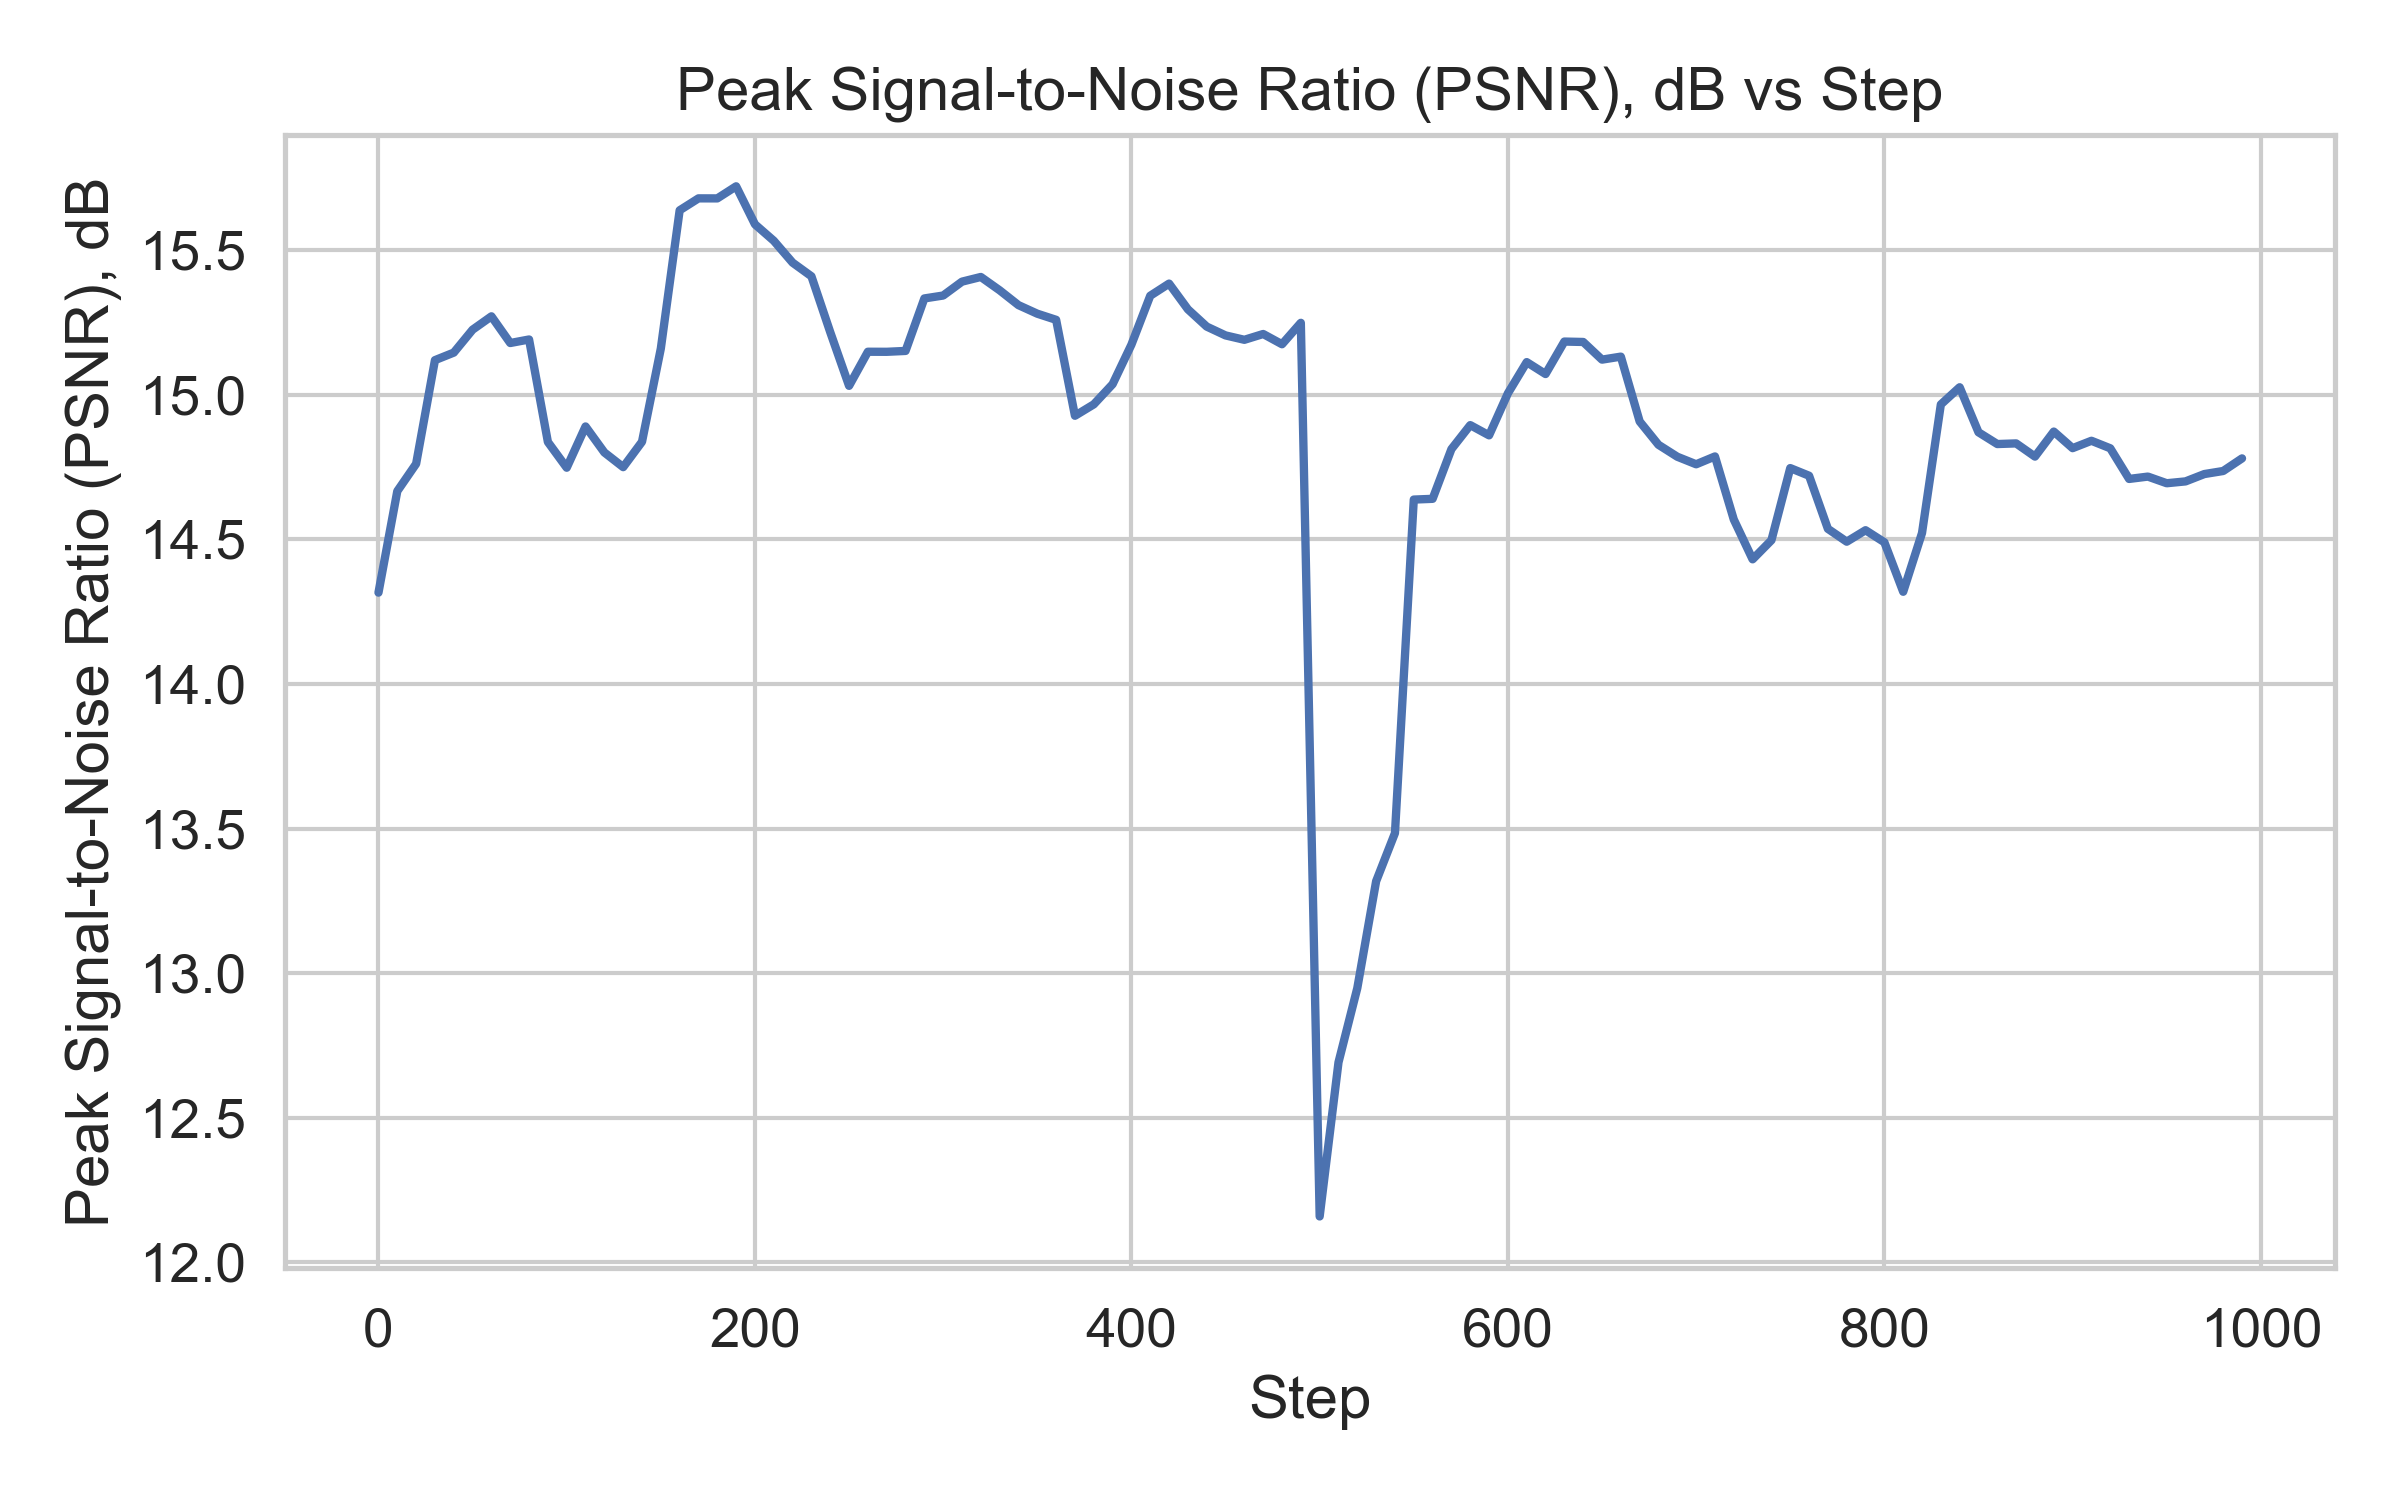 Peak Signal-to-Noise Ratio (PSNR), dB vs Step
Peak Signal-to-Noise Ratio (PSNR), dB
15.5
15.0
14.5
14.0
13.5
13.0
12.5
12.0
0 200 400 600 800 1000
Step